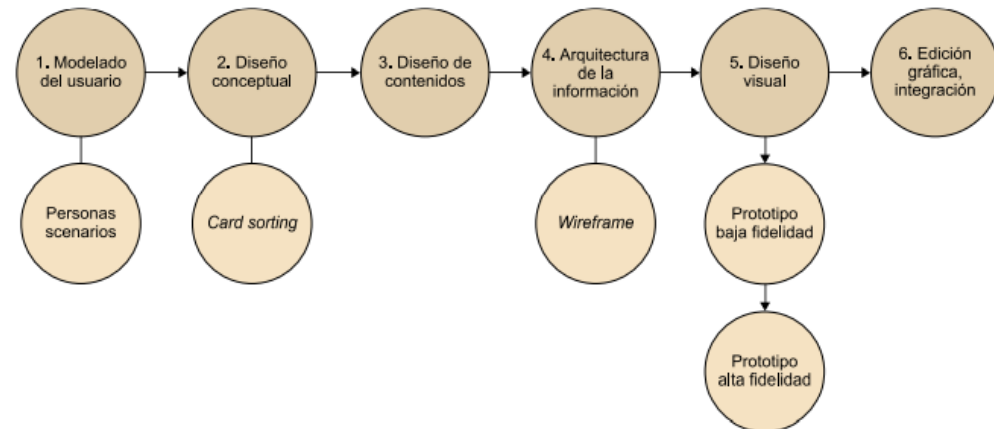 1. Modelado
del usuario
2. Diseño
conceptual
3. Diseño de
contenidos
4. Arquitectura
de la
información
5. Diseño
visual
6. Edición
gráfica,
integración
Personas
scenarios
Card sorting
Wireframe
Prototipo
baja fidelidad
Prototipo
alta fidelidad